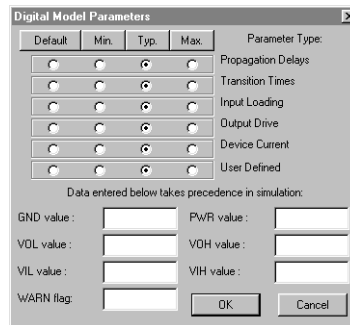 Digital Model Parameters
Default Min. Typ. Max. Parameter Type:
Propagation Delays
Transition Times
Input Loading
Output Drive
Device Current
User Defined
Data entered below takes precedence in simulation:
GND value : PWR value :
VOL value : VOH value :
VIL value : VIH value :
WARN flag: OK Cancel